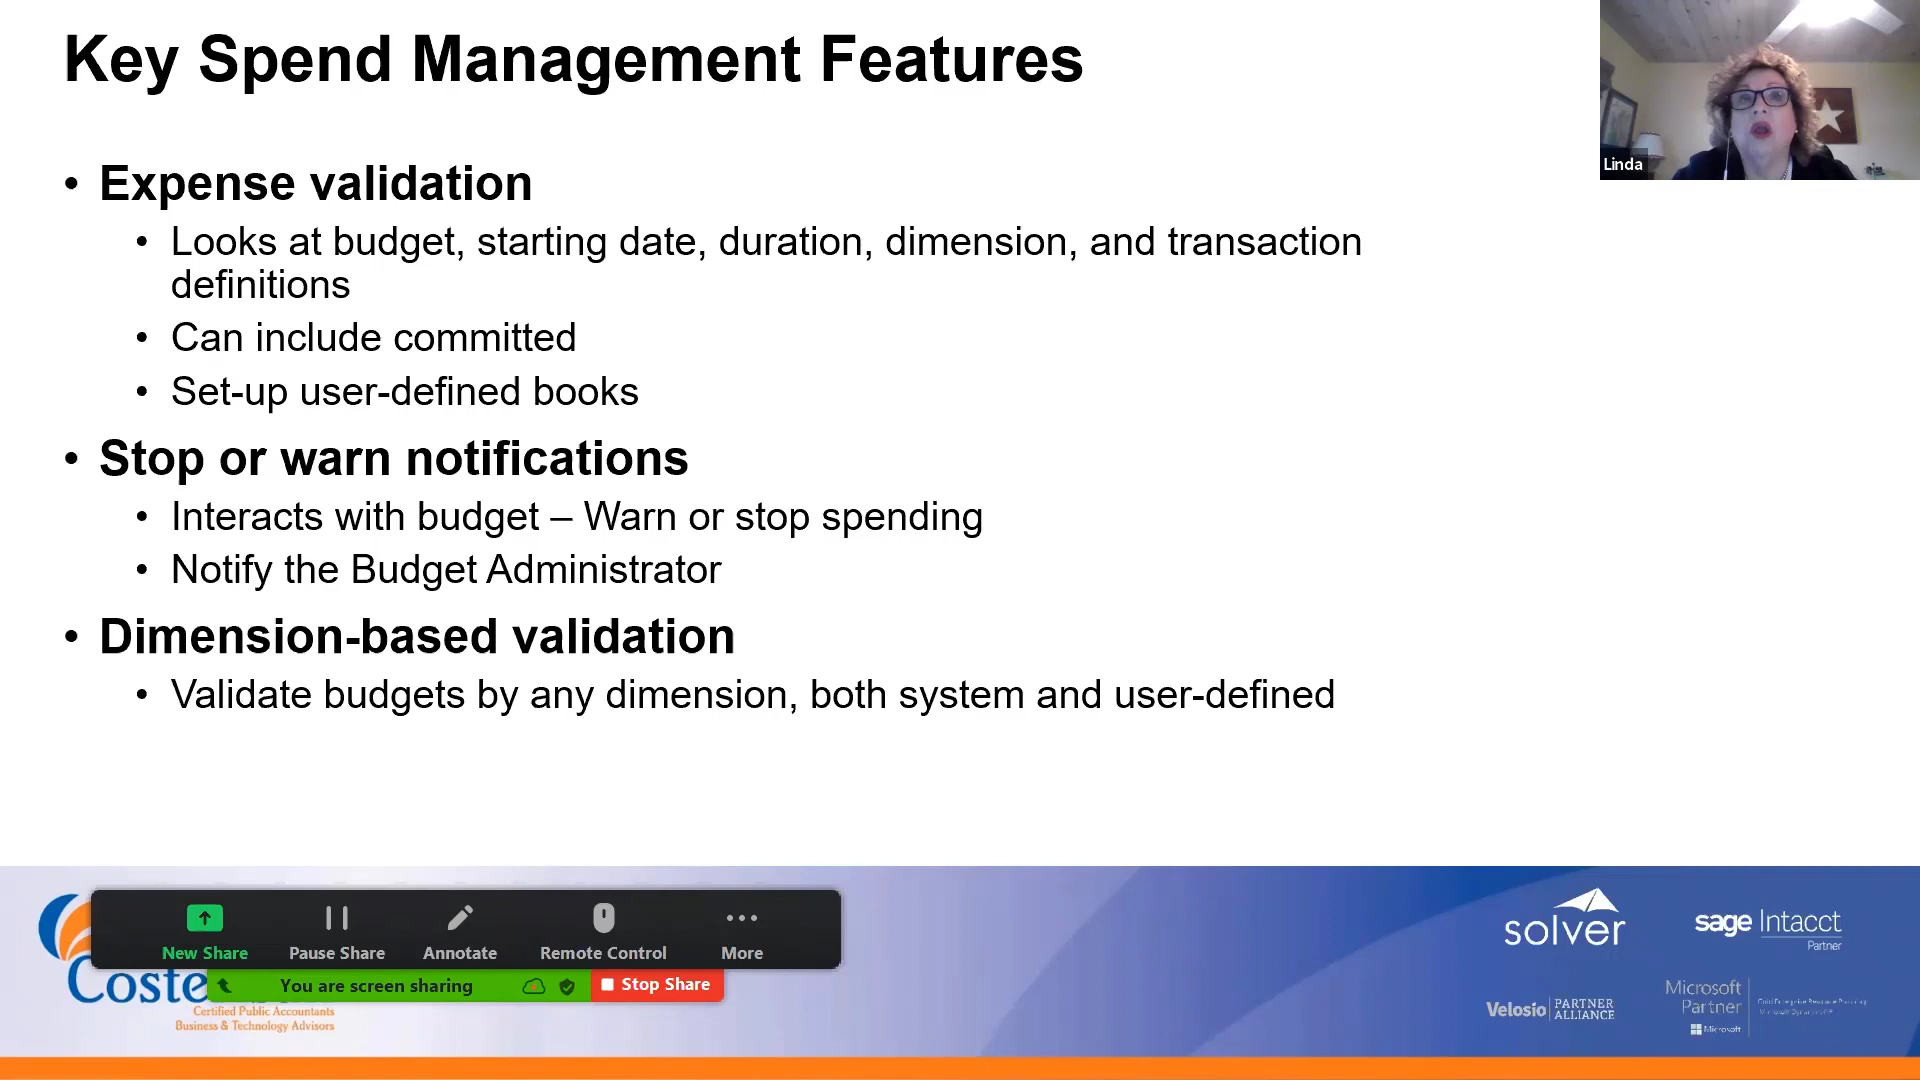 Key Spend Management Features
• Expense validation
• Looks at budget, starting date, duration, dimension, and transaction
definitions
• Can include committed
• Set-up user-defined books
• Stop or warn notifications
• Interacts with budget – Warn or stop spending
• Notify the Budget Administrator
• Dimension-based validation
• Validate budgets by any dimension, both system and user-defined
Linda
New Share
Pause Share
Annotate
Remote Control
More
You are screen sharing
Stop Share
Coste
Certified Public Accountants
Business & Technology Advisors
solver
sage Intacct
Partner
Velosio PARTNER
ALLIANCE
Microsoft
Partner
Microsoft